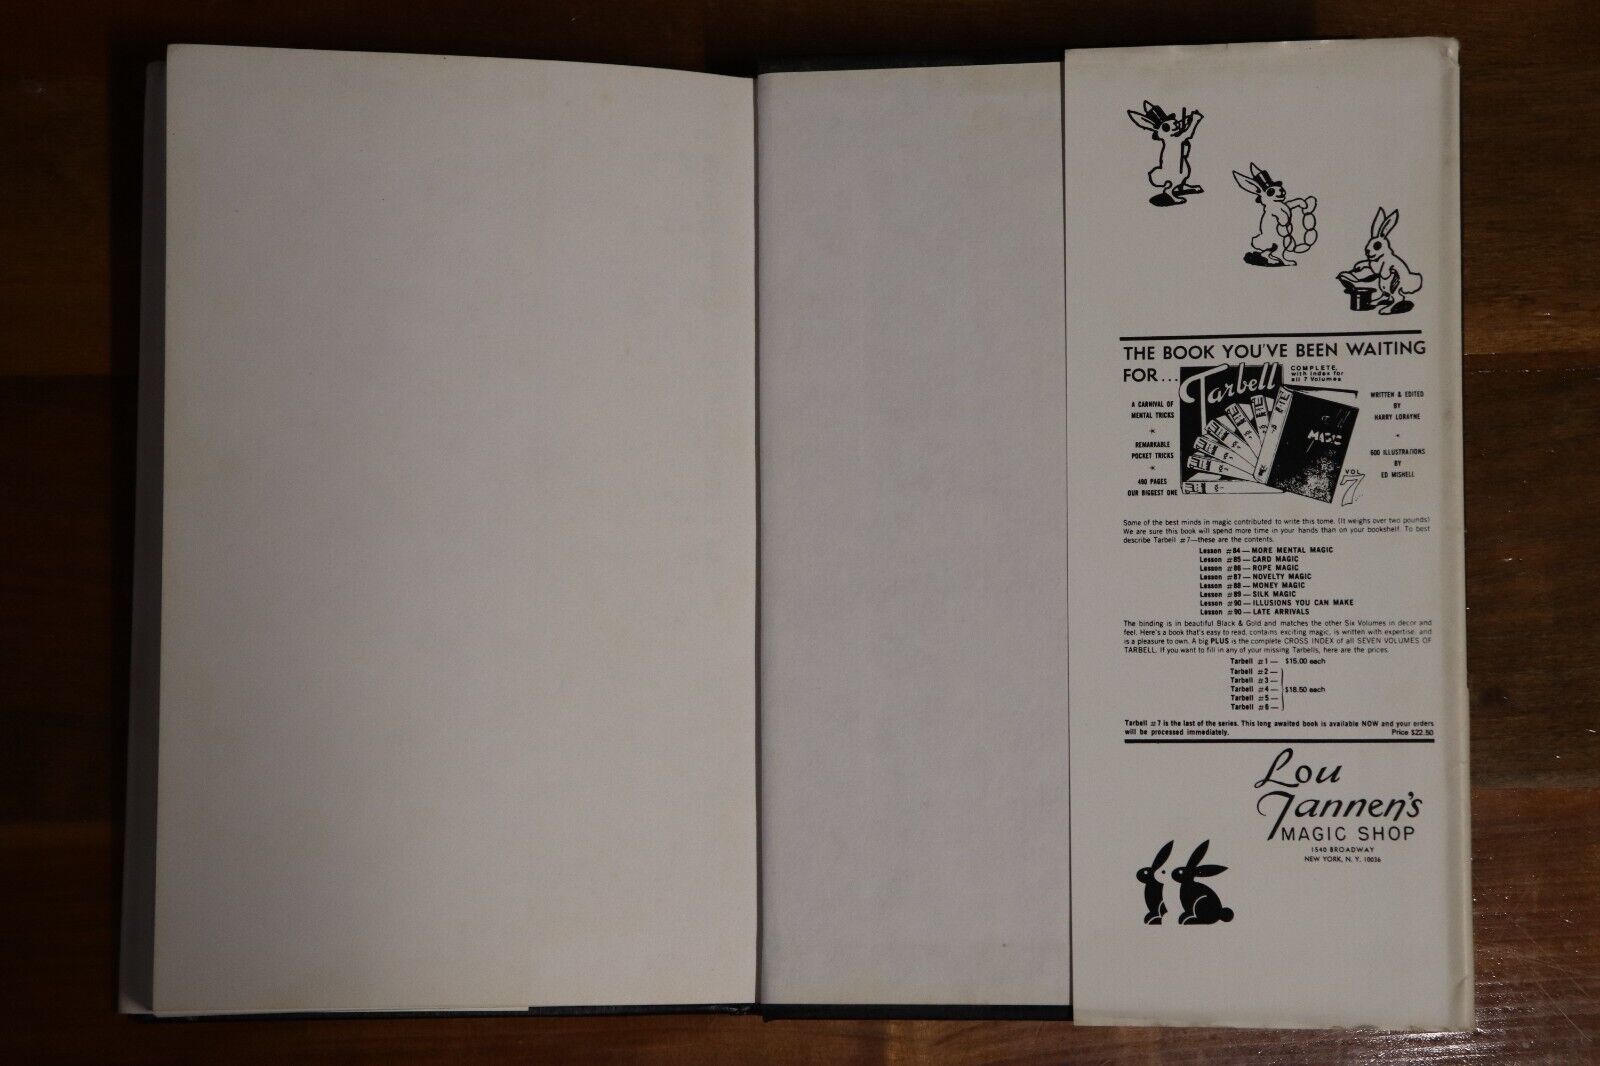 THE BOOK YOU'VE BEEN WAITING
FOR...
Tarbell
COMPLETE,
with index for
all 7 Volumes
A CARNIVAL OF
MENTAL TRICKS
*
REMARKABLE
POCKET TRICKS
*
490 PAGES
OUR BIGGEST ONE
MAGIC
VOL
7
WRITTEN & EDITED
BY
HARRY LORAYNE
*
600 ILLUSTRATIONS
BY
ED MISHELL
Some of the best minds in magic contributed to write this tome. (It weighs over two pounds)
We are sure this book will spend more time in your hands than on your bookshelf. To best
describe Tarbell #7—these are the contents.
Lesson #84—MORE MENTAL MAGIC
Lesson #85—CARD MAGIC
Lesson #86—ROPE MAGIC
Lesson #87—NOVELTY MAGIC
Lesson #88—MONEY MAGIC
Lesson #89—SILK MAGIC
Lesson #90—ILLUSIONS YOU CAN MAKE
Lesson #90—LATE ARRIVALS
The binding is in beautiful Black & Gold and matches the other Six Volumes in decor and
feel. Here's a book that's easy to read, contains exciting magic, is written with expertise, and
is a pleasure to own. A big PLUS is the complete CROSS INDEX of all SEVEN VOLUMES OF
TARBELL. If you want to fill in any of your missing Tarbells, here are the prices.
Tarbell #1— $15.00 each
Tarbell #2—
Tarbell #3—
Tarbell #4— $18.50 each
Tarbell #5—
Tarbell #6—
Tarbell #7 is the last of the series. This long awaited book is available NOW and your orders
will be processed immediately. Price $22.50
Lou
Tannen's
MAGIC SHOP
1540 BROADWAY
NEW YORK, N. Y. 10036